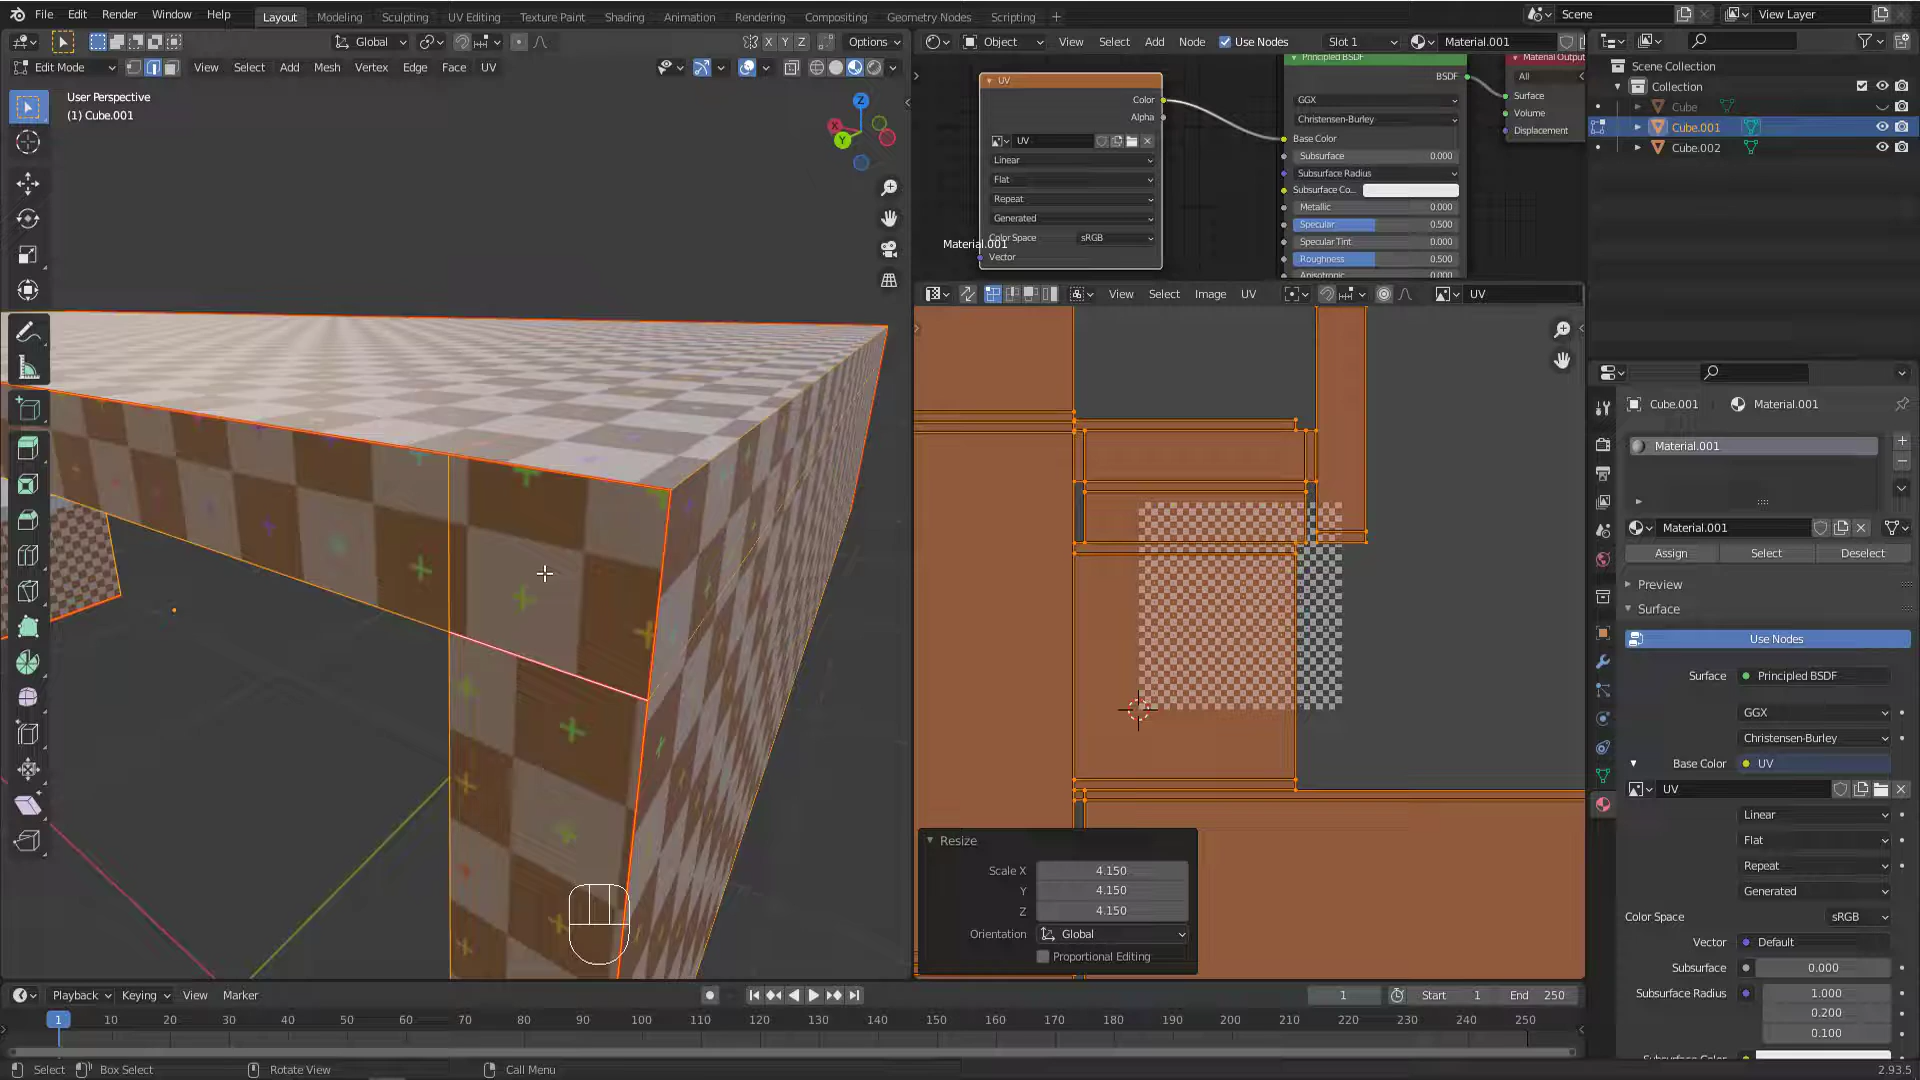 File Edit Render Window Help Layout Modeling Sculpting UV Editing Texture Paint Shading Animation Rendering Compositing Geometry Nodes Scripting + Scene View Layer
Global Options Object View Select Add Node Use Nodes Slot 1 Material.001
Edit Mode View Select Add Mesh Vertex Edge Face UV
User Perspective
(1) Cube.001
X Y Z
Z
X
Y
UV
Color
Alpha
UV
Linear
Flat
Repeat
Generated
Color Space sRGB
Vector
Material.001
Principled BSDF
BSDF
GGX
Christensen-Burley
Base Color
Subsurface 0.000
Subsurface Radius
Subsurface Co...
Metallic 0.000
Specular 0.500
Specular Tint 0.000
Roughness 0.500
Anisotropic 0.000
Material Output
All
Surface
Volume
Displacement
Scene Collection
Collection
Cube
Cube.001
Cube.002
View Select Image UV UV
Resize
Scale X 4.150
Y 4.150
Z 4.150
Orientation Global
Proportional Editing
Cube.001 Material.001
Material.001
Material.001
Assign Select Deselect
Preview
Surface
Use Nodes
Surface Principled BSDF
GGX
Christensen-Burley
Base Color UV
UV
Linear
Flat
Repeat
Generated
Color Space sRGB
Vector Default
Subsurface 0.000
Subsurface Radius 1.000
0.200
0.100
Subsurface Color
Playback Keying View Marker 1 Start 1 End 250
1 10 20 30 40 50 60 70 80 90 100 110 120 130 140 150 160 170 180 190 200 210 220 230 240 250
Select Box Select Rotate View Call Menu 2.93.5